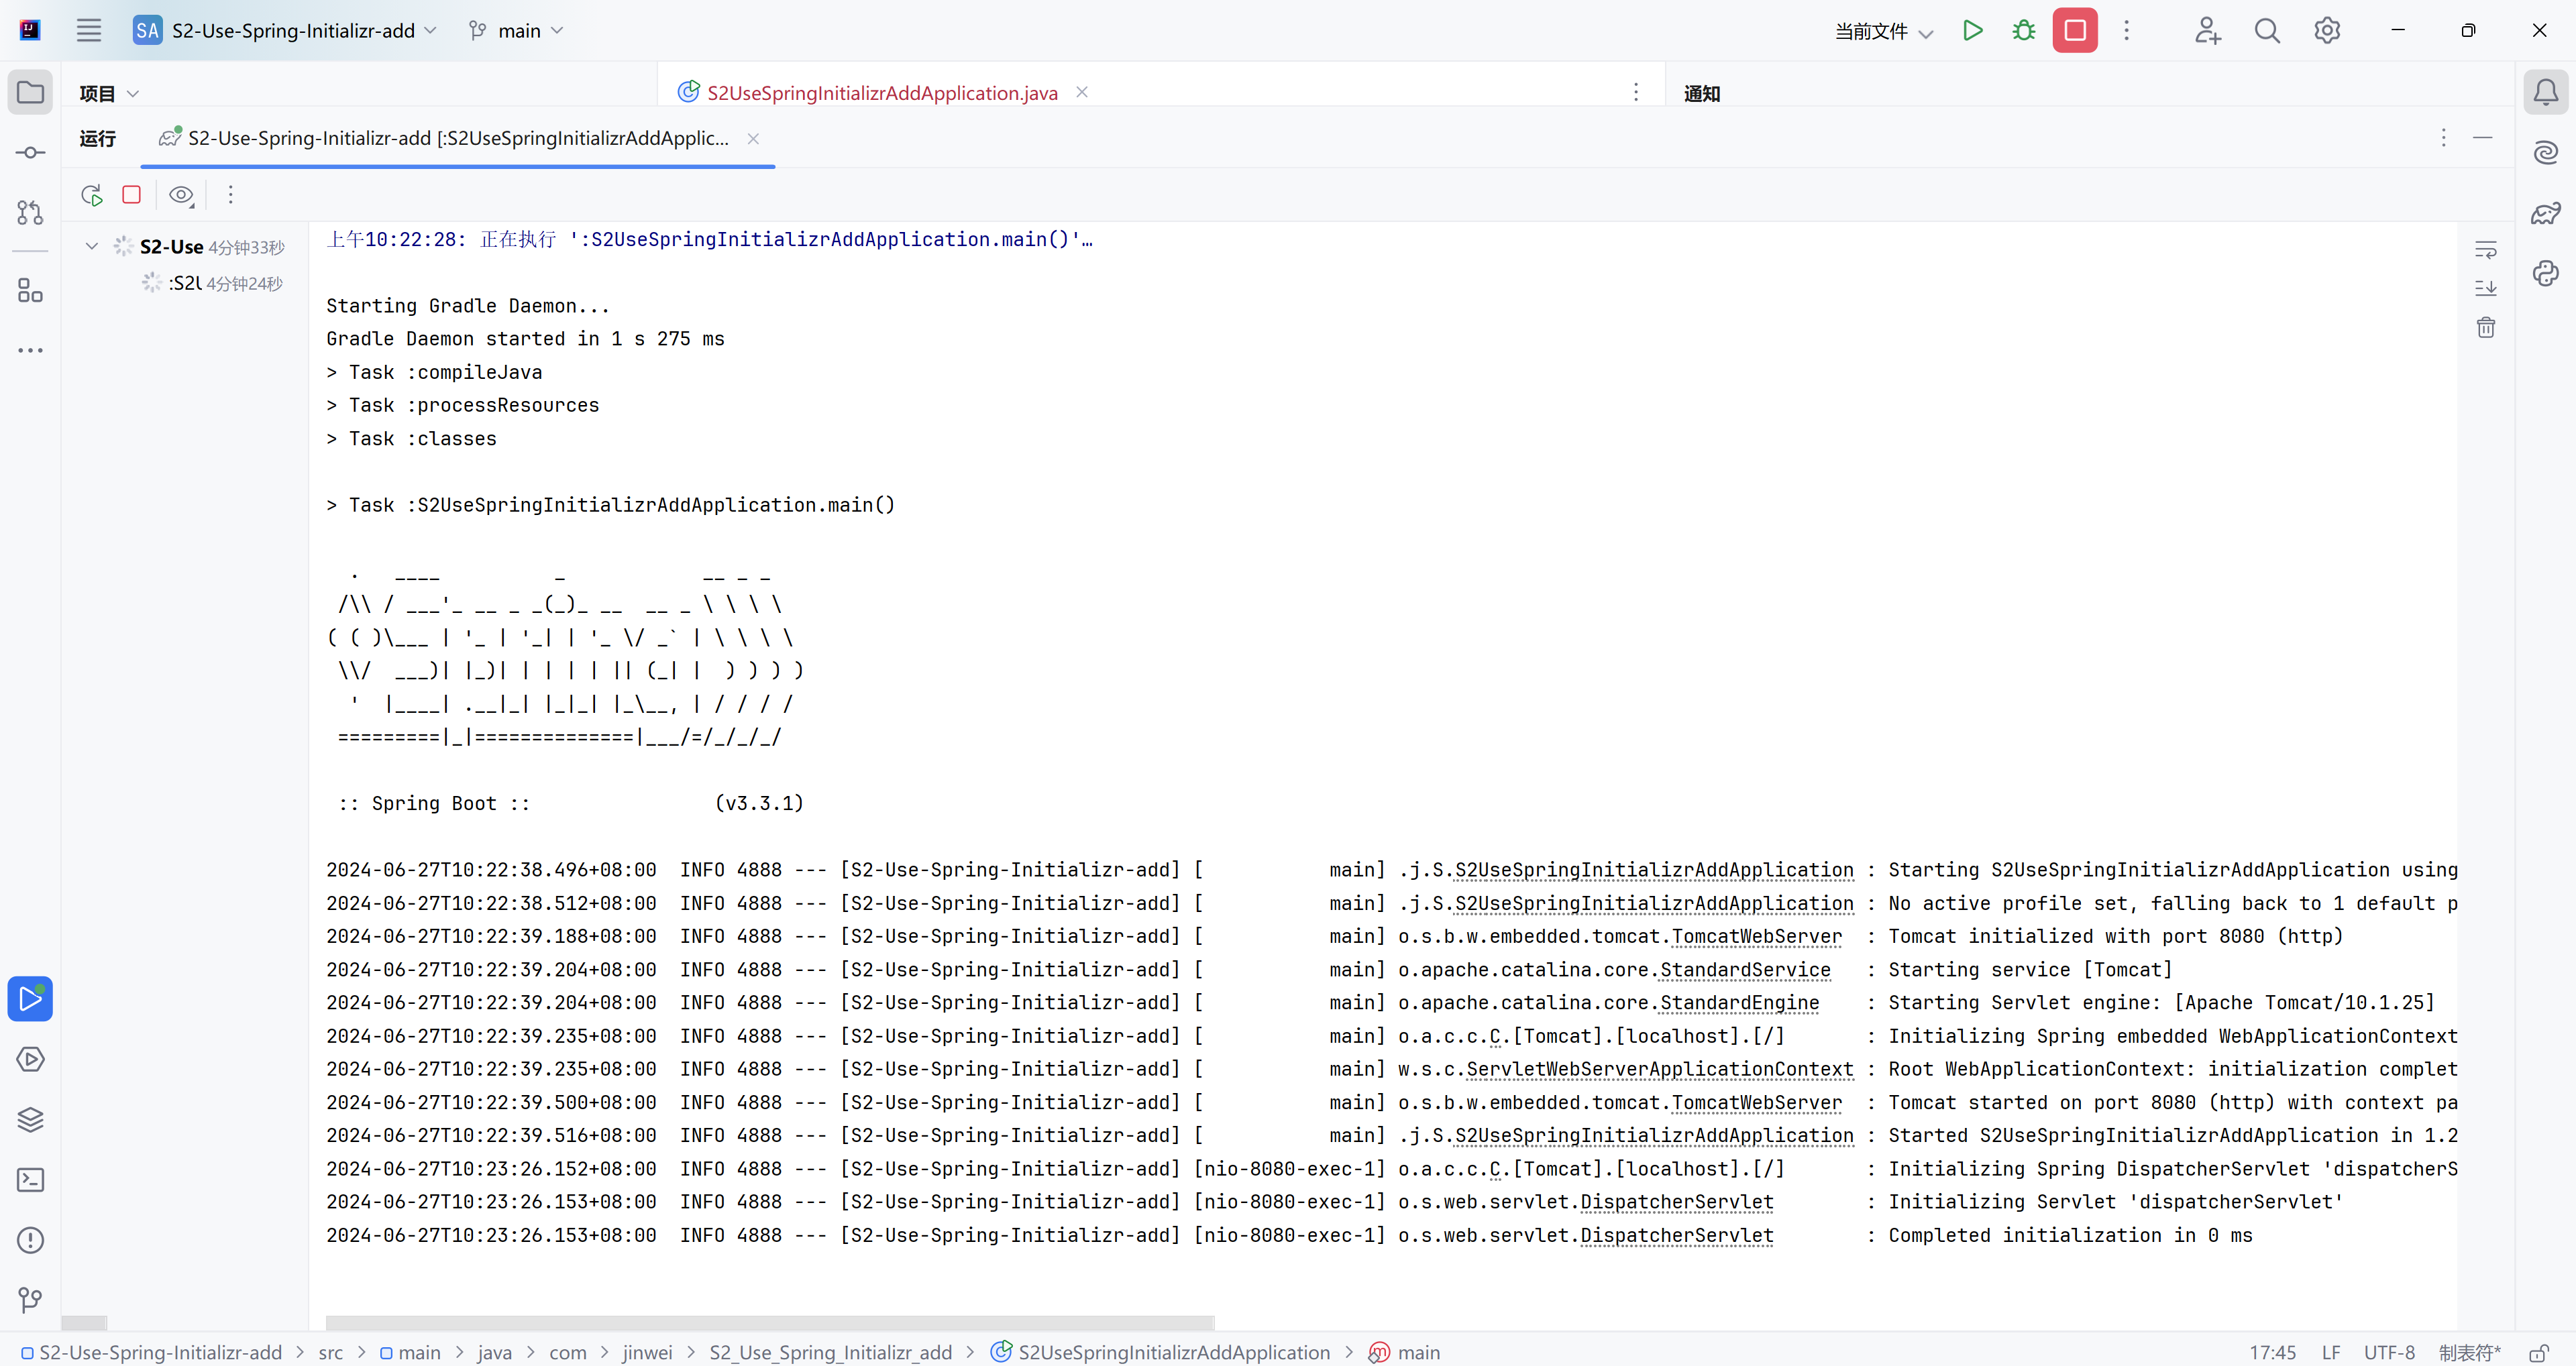 SA S2-Use-Spring-Initializr-add main 当前文件
项目 S2UseSpringInitializrAddApplication.java 通知
运行 S2-Use-Spring-Initializr-add [:S2UseSpringInitializrAddApplic...
S2-Use 4分钟33秒
:S2U 4分钟24秒
上午10:22:28: 正在执行 ':S2UseSpringInitializrAddApplication.main()'…
Starting Gradle Daemon...
Gradle Daemon started in 1 s 275 ms
> Task :compileJava
> Task :processResources
> Task :classes
> Task :S2UseSpringInitializrAddApplication.main()
  .   ____          _            __ _ _
 /\\ / ___'_ __ _ _(_)_ __  __ _ \ \ \ \
( ( )\___ | '_ | '_| | '_ \/ _` | \ \ \ \
 \\/  ___)| |_)| | | | | || (_| |  ) ) ) )
  '  |____| .__|_| |_|_| |_\__, | / / / /
 =========|_|==============|___/=/_/_/_/
 :: Spring Boot ::                (v3.3.1)
2024-06-27T10:22:38.496+08:00  INFO 4888 --- [S2-Use-Spring-Initializr-add] [           main] .j.S.S2UseSpringInitializrAddApplication : Starting S2UseSpringInitializrAddApplication using
2024-06-27T10:22:38.512+08:00  INFO 4888 --- [S2-Use-Spring-Initializr-add] [           main] .j.S.S2UseSpringInitializrAddApplication : No active profile set, falling back to 1 default p
2024-06-27T10:22:39.188+08:00  INFO 4888 --- [S2-Use-Spring-Initializr-add] [           main] o.s.b.w.embedded.tomcat.TomcatWebServer  : Tomcat initialized with port 8080 (http)
2024-06-27T10:22:39.204+08:00  INFO 4888 --- [S2-Use-Spring-Initializr-add] [           main] o.apache.catalina.core.StandardService   : Starting service [Tomcat]
2024-06-27T10:22:39.204+08:00  INFO 4888 --- [S2-Use-Spring-Initializr-add] [           main] o.apache.catalina.core.StandardEngine    : Starting Servlet engine: [Apache Tomcat/10.1.25]
2024-06-27T10:22:39.235+08:00  INFO 4888 --- [S2-Use-Spring-Initializr-add] [           main] o.a.c.c.C.[Tomcat].[localhost].[/]       : Initializing Spring embedded WebApplicationContext
2024-06-27T10:22:39.235+08:00  INFO 4888 --- [S2-Use-Spring-Initializr-add] [           main] w.s.c.ServletWebServerApplicationContext : Root WebApplicationContext: initialization complet
2024-06-27T10:22:39.500+08:00  INFO 4888 --- [S2-Use-Spring-Initializr-add] [           main] o.s.b.w.embedded.tomcat.TomcatWebServer  : Tomcat started on port 8080 (http) with context pa
2024-06-27T10:22:39.516+08:00  INFO 4888 --- [S2-Use-Spring-Initializr-add] [           main] .j.S.S2UseSpringInitializrAddApplication : Started S2UseSpringInitializrAddApplication in 1.2
2024-06-27T10:23:26.152+08:00  INFO 4888 --- [S2-Use-Spring-Initializr-add] [nio-8080-exec-1] o.a.c.c.C.[Tomcat].[localhost].[/]       : Initializing Spring DispatcherServlet 'dispatcherS
2024-06-27T10:23:26.153+08:00  INFO 4888 --- [S2-Use-Spring-Initializr-add] [nio-8080-exec-1] o.s.web.servlet.DispatcherServlet        : Initializing Servlet 'dispatcherServlet'
2024-06-27T10:23:26.153+08:00  INFO 4888 --- [S2-Use-Spring-Initializr-add] [nio-8080-exec-1] o.s.web.servlet.DispatcherServlet        : Completed initialization in 0 ms
S2-Use-Spring-Initializr-add > src > main > java > com > jinwei > S2_Use_Spring_Initializr_add > S2UseSpringInitializrAddApplication > main 17:45 LF UTF-8 制表符*